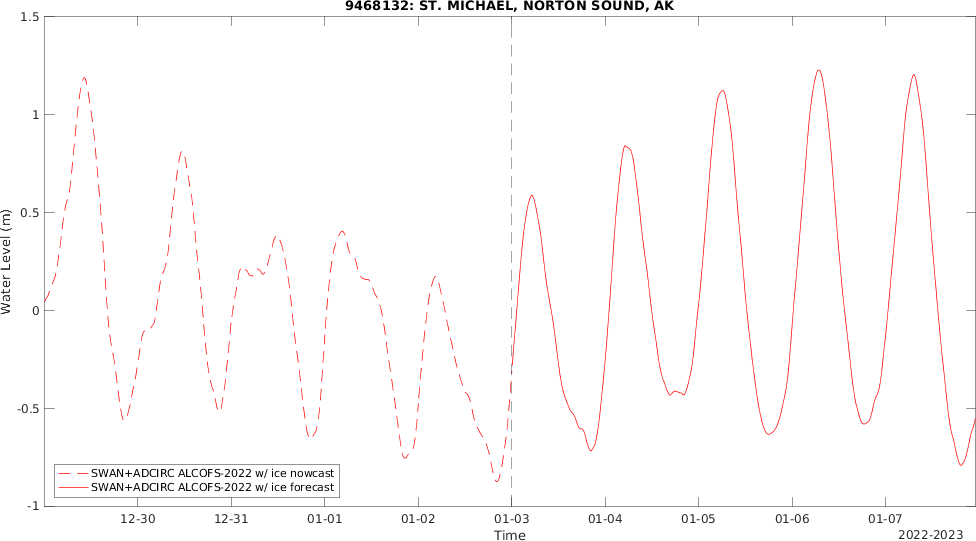 9468132: ST. MICHAEL, NORTON SOUND, AK
1.5
1
0.5
0
-0.5
-1
Water Level (m)
SWAN+ADCIRC ALCOFS-2022 w/ ice nowcast
SWAN+ADCIRC ALCOFS-2022 w/ ice forecast
12-30 12-31 01-01 01-02 01-03 01-04 01-05 01-06 01-07
Time
2022-2023